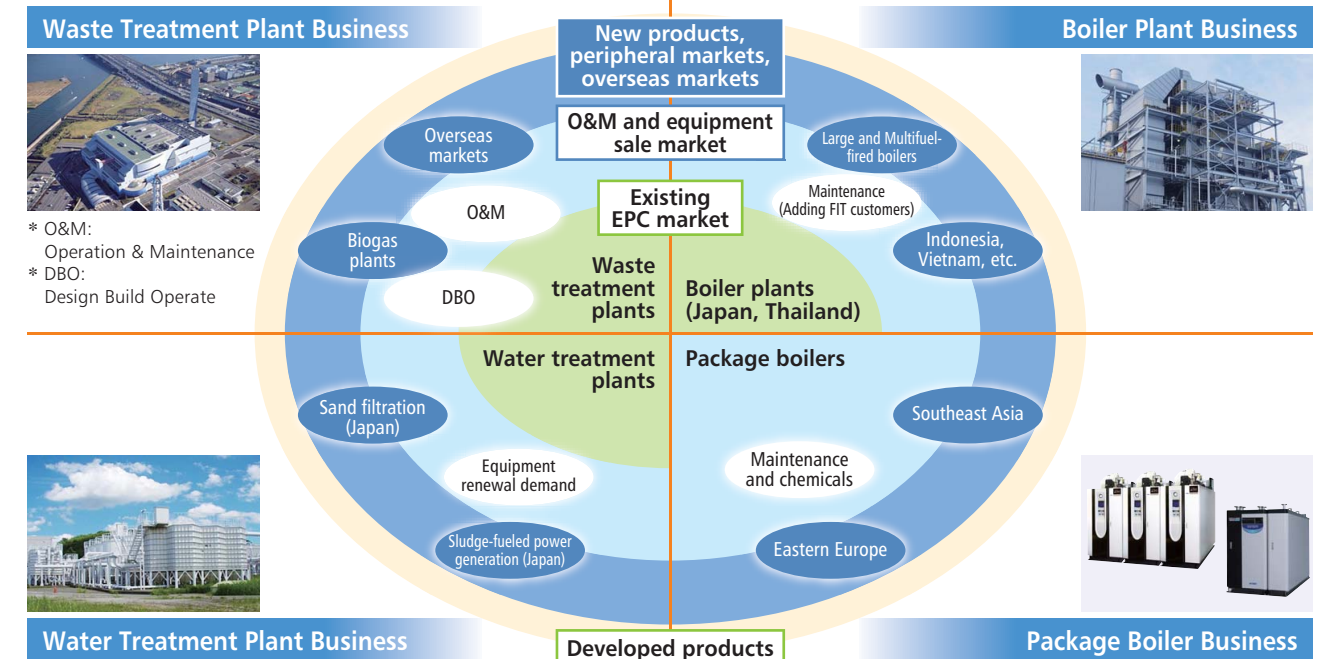 Waste Treatment Plant Business
Boiler Plant Business
New products,
peripheral markets,
overseas markets
O&M and equipment
sale market
Existing
EPC market
Overseas
markets
O&M
Biogas
plants
DBO
Waste
treatment
plants
* O&M:
Operation & Maintenance
* DBO:
Design Build Operate
Large and Multifuel-
fired boilers
Maintenance
(Adding FIT customers)
Indonesia,
Vietnam, etc.
Boiler plants
(Japan, Thailand)
Water treatment
plants
Sand filtration
(Japan)
Equipment
renewal demand
Sludge-fueled power
generation (Japan)
Package boilers
Southeast Asia
Maintenance
and chemicals
Eastern Europe
Water Treatment Plant Business
Developed products
Package Boiler Business